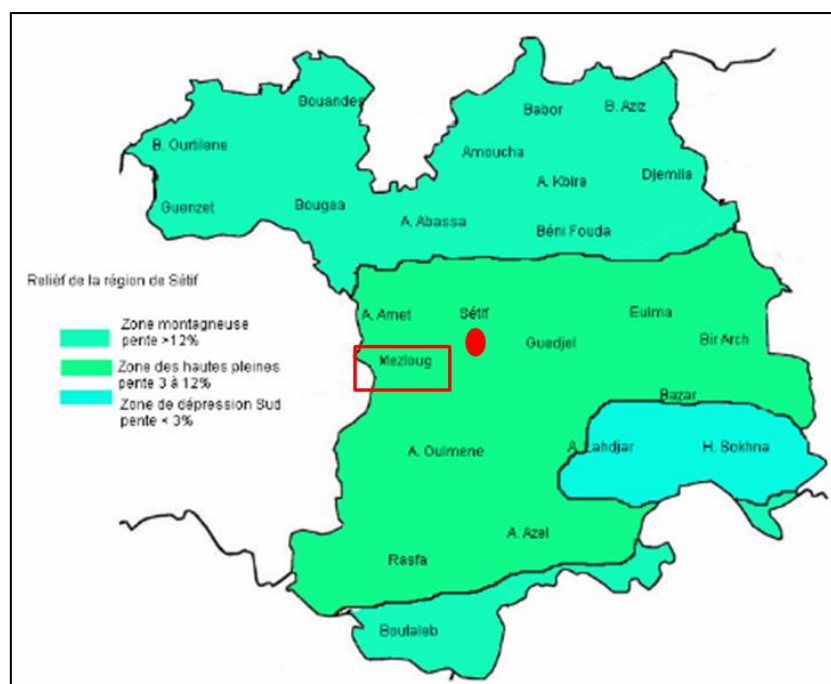 Bouandes
Babor
B. Aziz
B. Ourtilene
Amoucha
A. Kbira
Djemila
Guenzet
Bougaa
A. Abassa
Béni Fouda
Relièf de la région de Sétif
Zone montagneuse
pente >12%
Zone des hautes pleines
pente 3 à 12%
Zone de dépression Sud
pente < 3%
A. Arnet
Sétif
Eulma
Guedjel
Bir Arch
Mezloug
Bazar
A. Oulmene
A. Lahdjar
H. Sokhna
A. Azel
Rasfa
Boutaleb